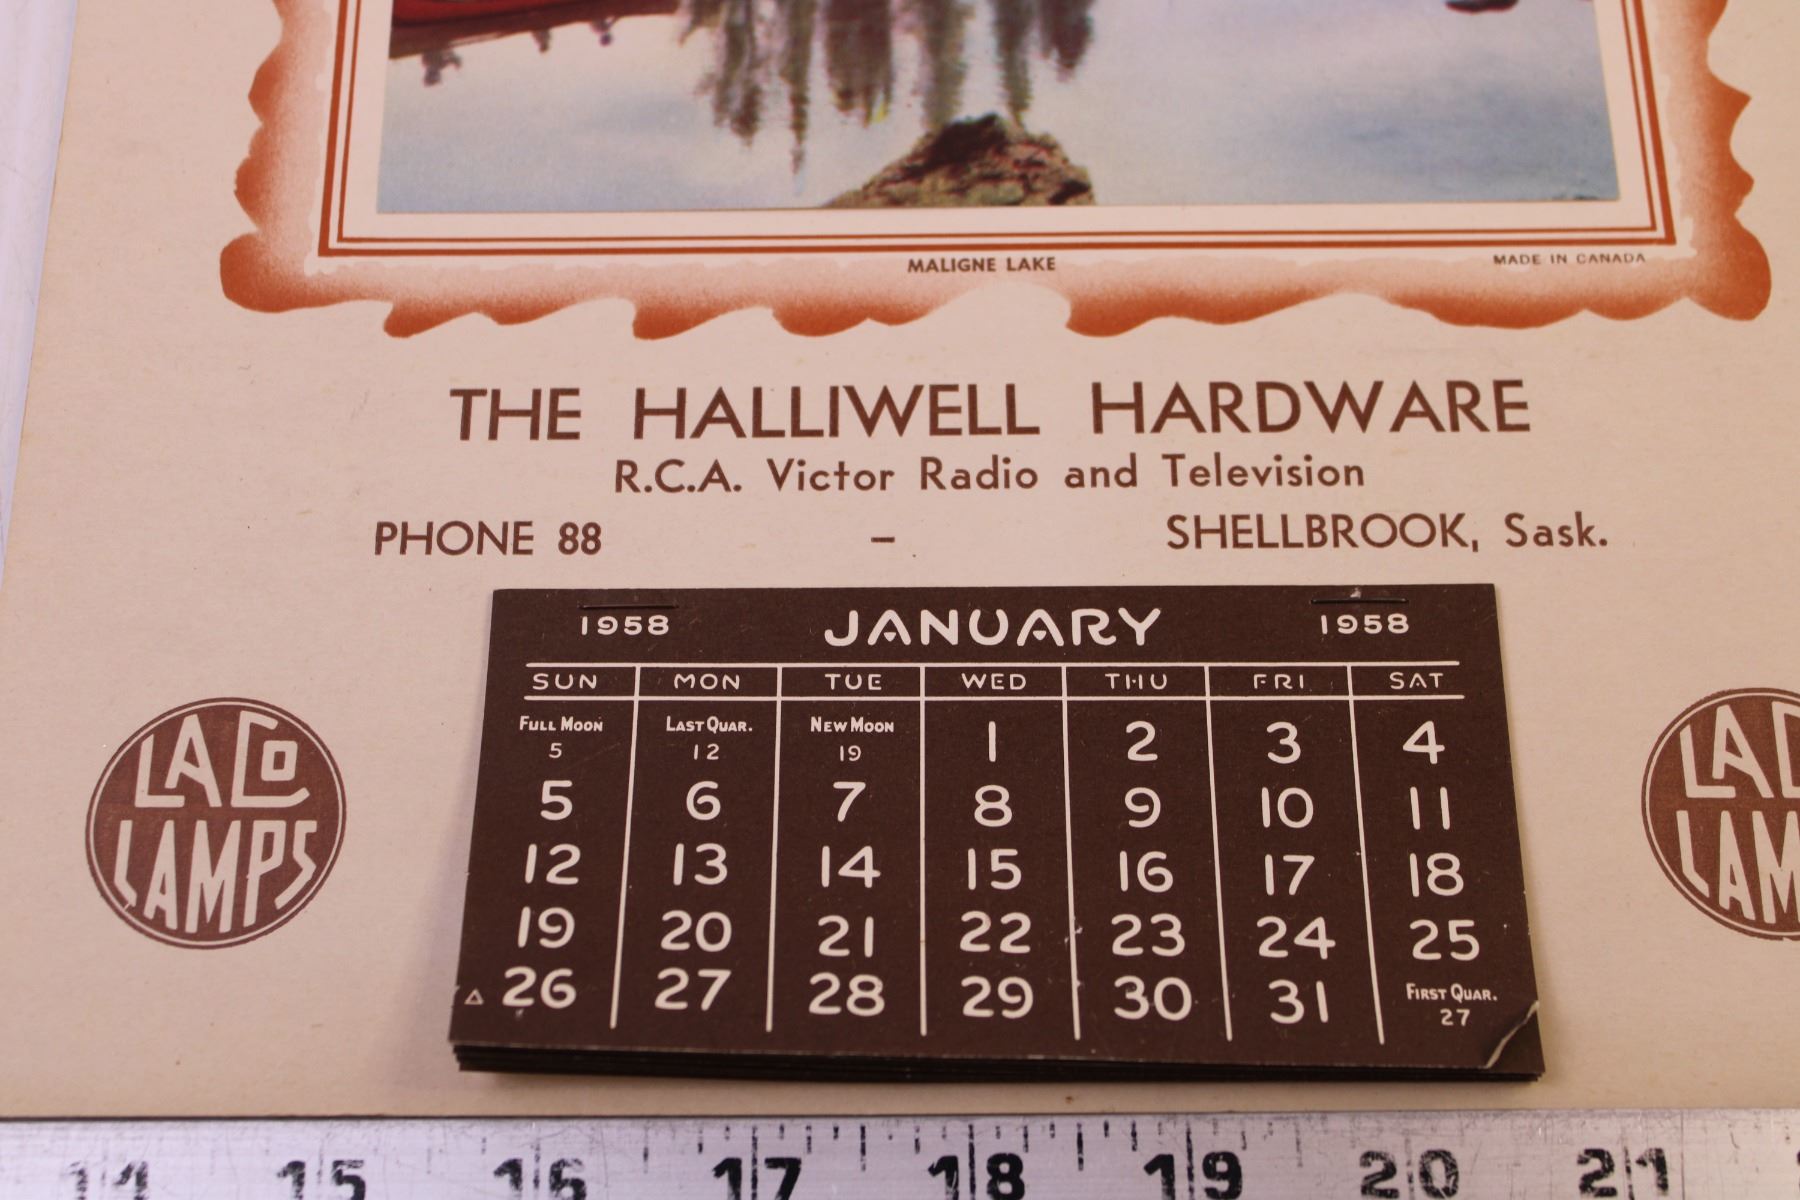 MALIGNE LAKE
MADE IN CANADA
THE HALLIWELL HARDWARE
R.C.A. Victor Radio and Television
PHONE 88 – SHELLBROOK, Sask.
1958 JANUARY 1958
SUN MON TUE WED THU FRI SAT
FULL MOON 5 LAST QUAR. 12 NEW MOON 19 1 2 3 4
5 6 7 8 9 10 11
12 13 14 15 16 17 18
19 20 21 22 23 24 25
△ 26 27 28 29 30 31 FIRST QUAR. 27
LACO
LAMPS
LAC
LAM
14 15 16 17 18 19 20 21